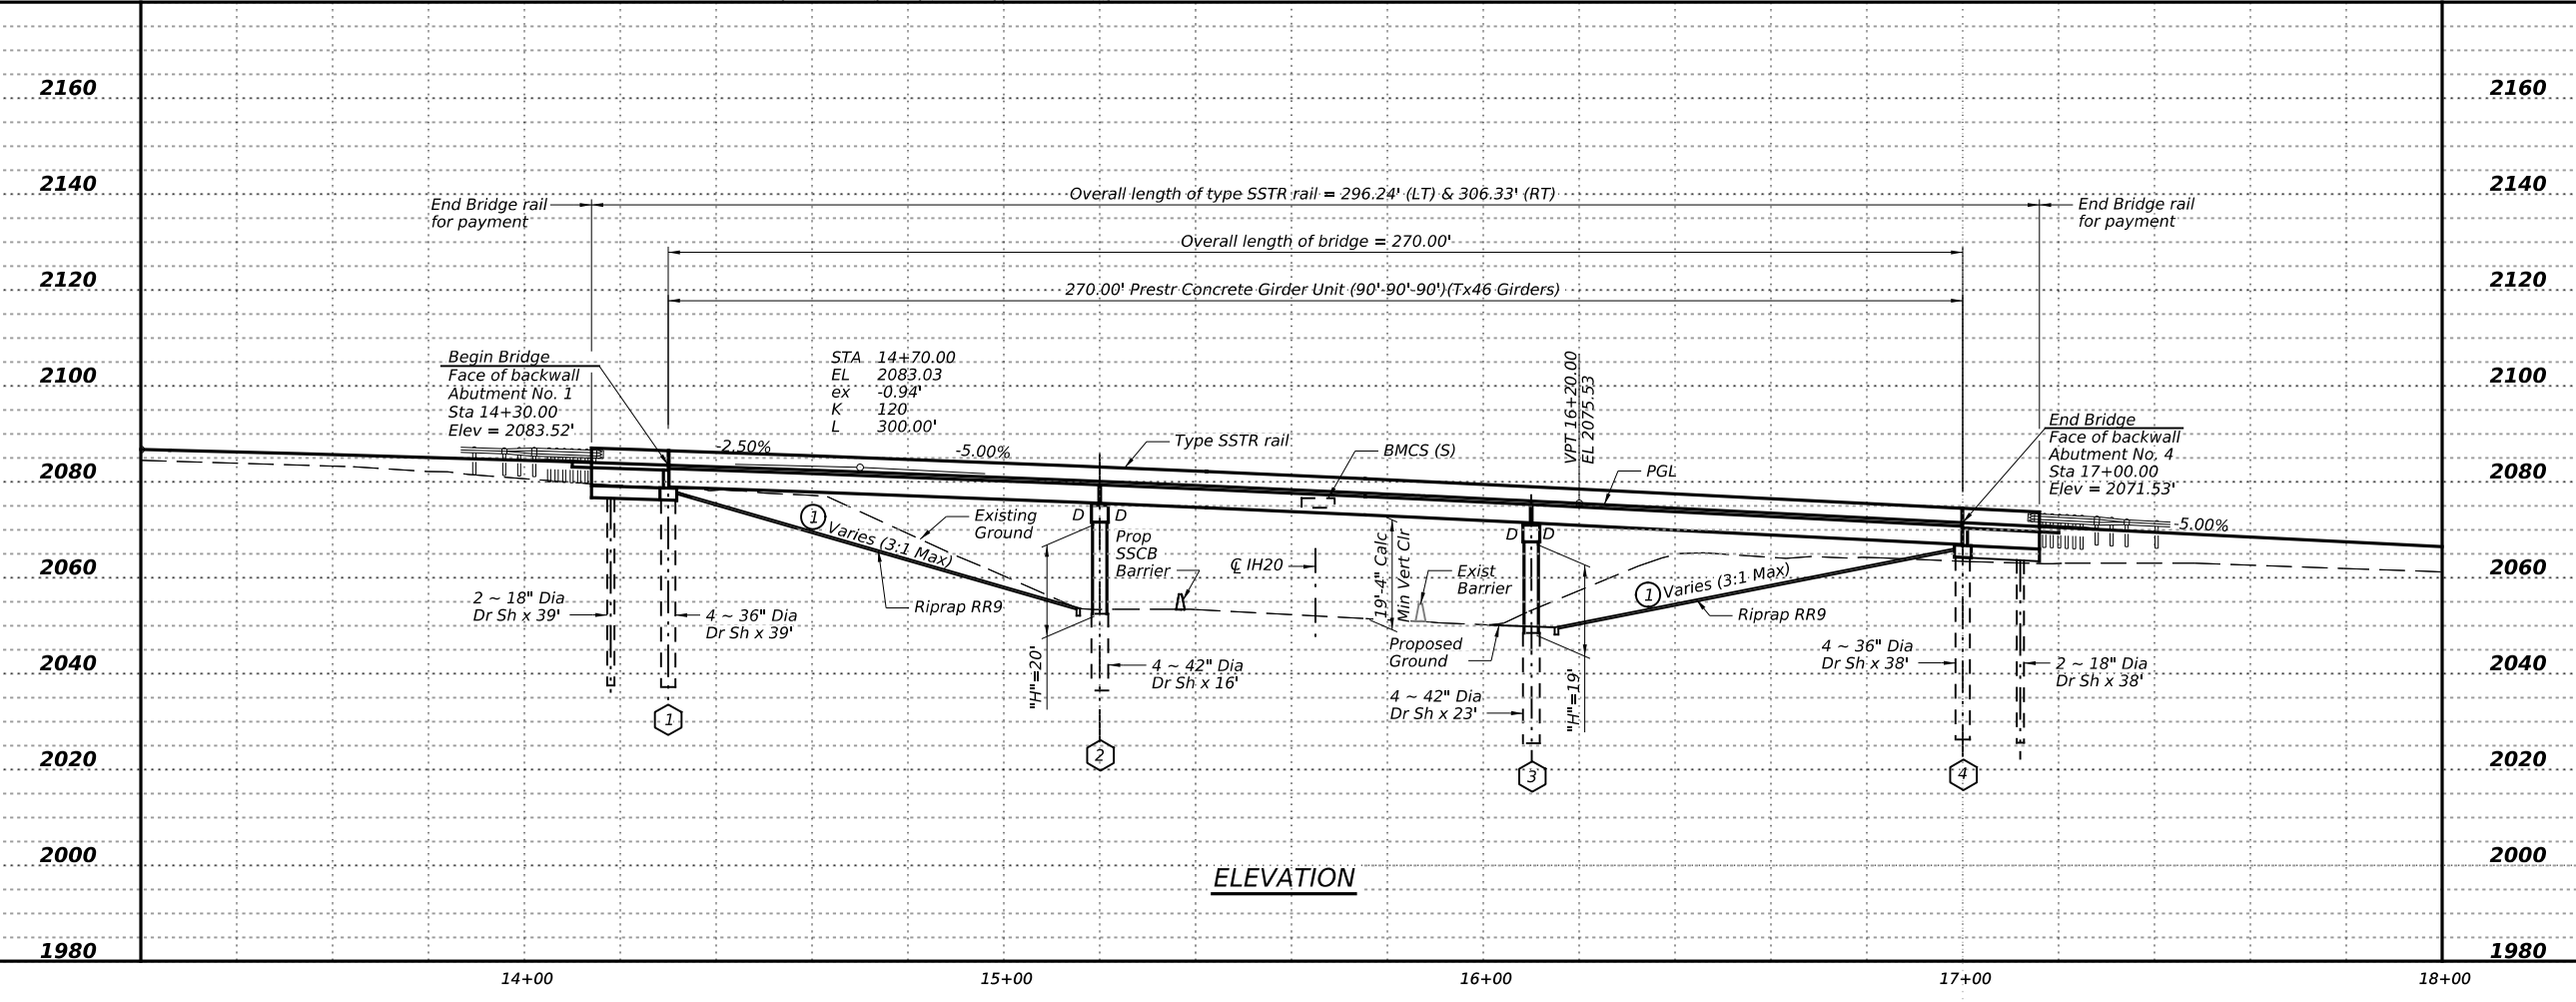 2160
2160
2140
2140
Overall length of type SSTR rail = 296.24' (LT) & 306.33' (RT)
End Bridge rail
for payment
End Bridge rail
for payment
Overall length of bridge = 270.00'
2120
2120
270.00' Prestr Concrete Girder Unit (90'-90'-90')(Tx46 Girders)
2100
2100
Begin Bridge
Face of backwall
Abutment No. 1
Sta 14+30.00
Elev = 2083.52'
STA 14+70.00
EL 2083.03
ex -0.94'
K 120
L 300.00'
VPT 16+20.00
EL 2075.53
End Bridge
Face of backwall
Abutment No. 4
Sta 17+00.00
Elev = 2071.53'
-2.50%
-5.00%
Type SSTR rail
BMCS (S)
PGL
2080
2080
-5.00%
1
Varies (3:1 Max)
Existing
Ground
D
D
Prop
SSCB
Barrier
℄ IH20
19'-4" Calc
Min Vert Clr
Exist
Barrier
D
D
1
Varies (3:1 Max)
2060
2060
2 ~ 18" Dia
Dr Sh x 39'
4 ~ 36" Dia
Dr Sh x 39'
Riprap RR9
Riprap RR9
Proposed
Ground
4 ~ 36" Dia
Dr Sh x 38'
2 ~ 18" Dia
Dr Sh x 38'
2040
2040
"H"=20'
4 ~ 42" Dia
Dr Sh x 16'
4 ~ 42" Dia
Dr Sh x 23'
"H"=19'
1
2
3
4
2020
2020
2000
2000
ELEVATION
1980
1980
14+00
15+00
16+00
17+00
18+00